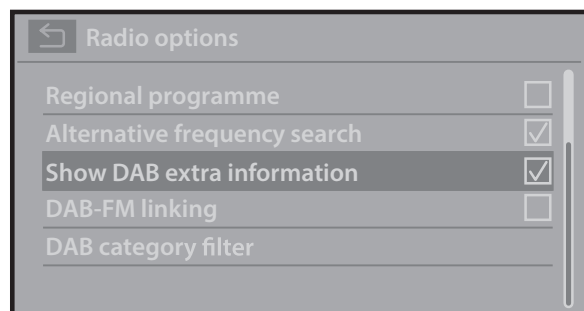 Radio options
Regional programme
Alternative frequency search
Show DAB extra information
DAB-FM linking
DAB category filter